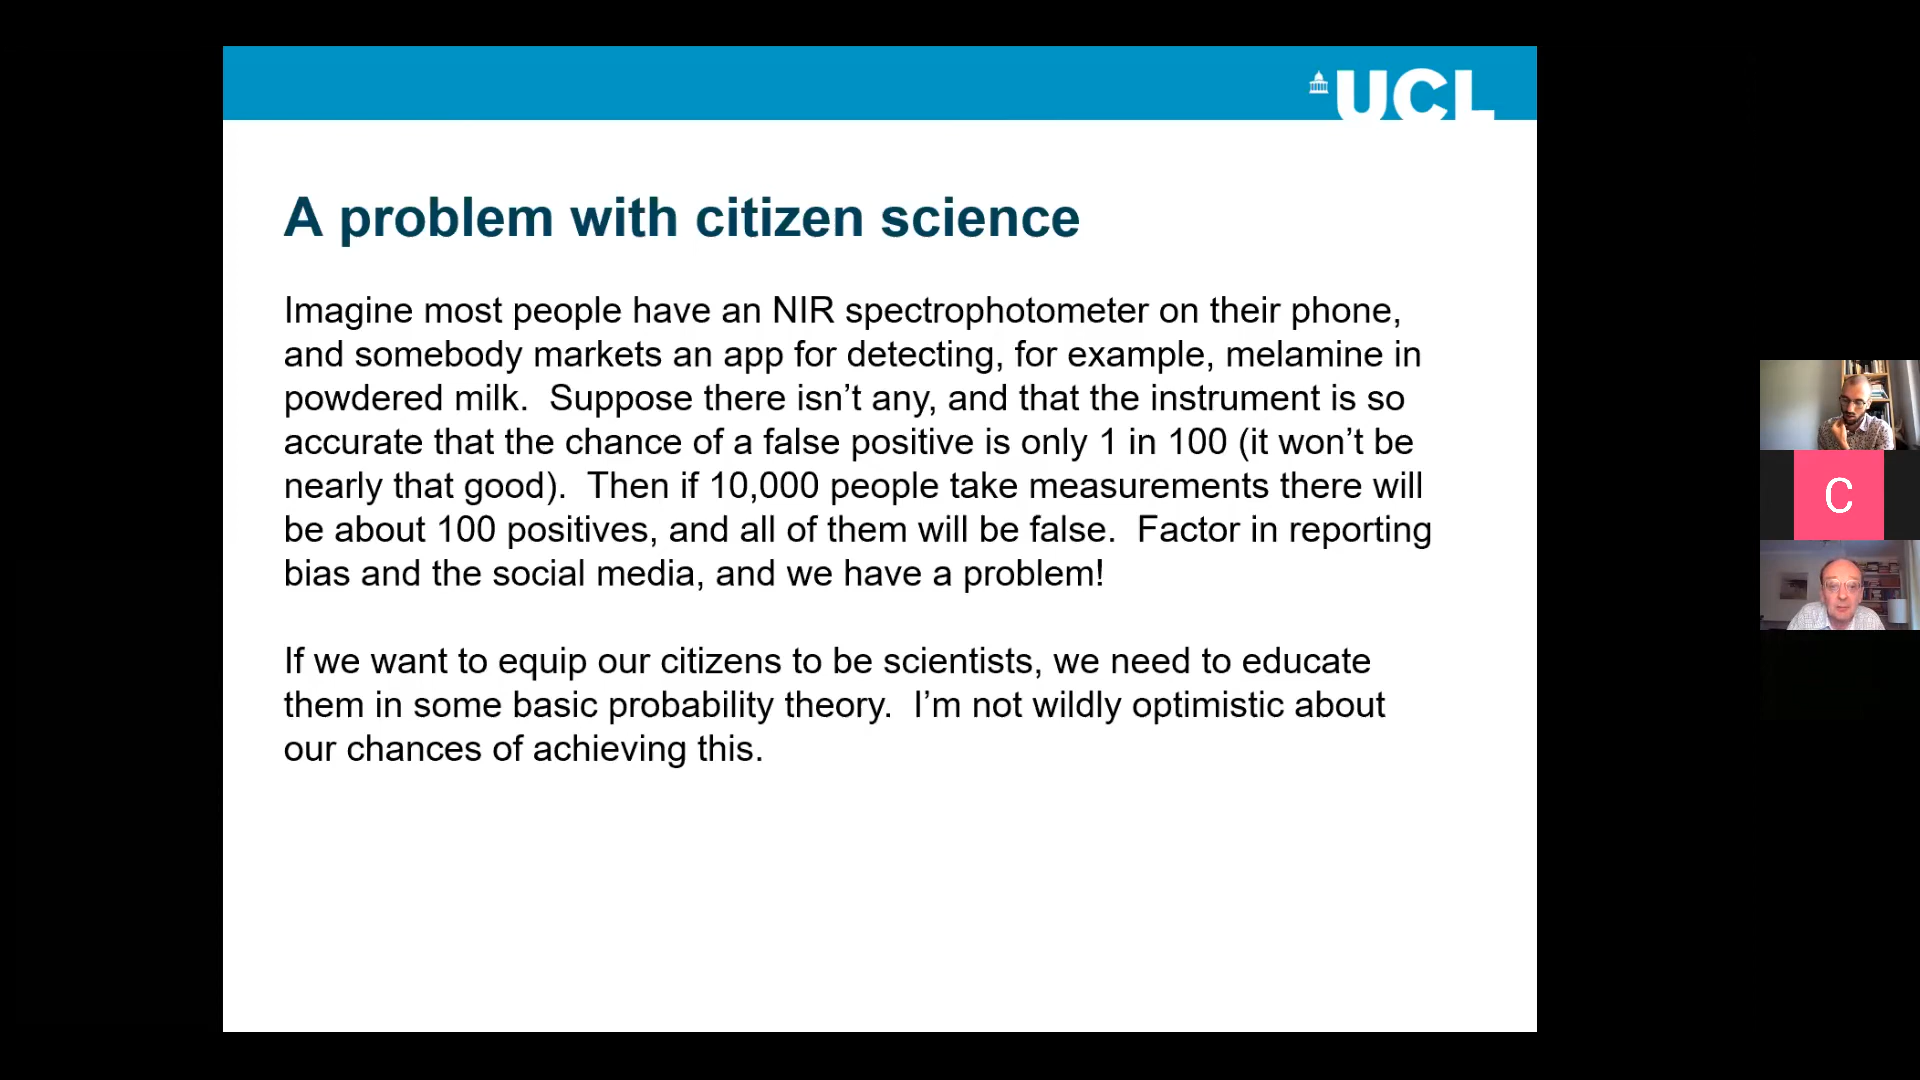 UCL
A problem with citizen science
Imagine most people have an NIR spectrophotometer on their phone,
and somebody markets an app for detecting, for example, melamine in
powdered milk.  Suppose there isn’t any, and that the instrument is so
accurate that the chance of a false positive is only 1 in 100 (it won’t be
nearly that good).  Then if 10,000 people take measurements there will
be about 100 positives, and all of them will be false.  Factor in reporting
bias and the social media, and we have a problem!
If we want to equip our citizens to be scientists, we need to educate
them in some basic probability theory.  I’m not wildly optimistic about
our chances of achieving this.
C